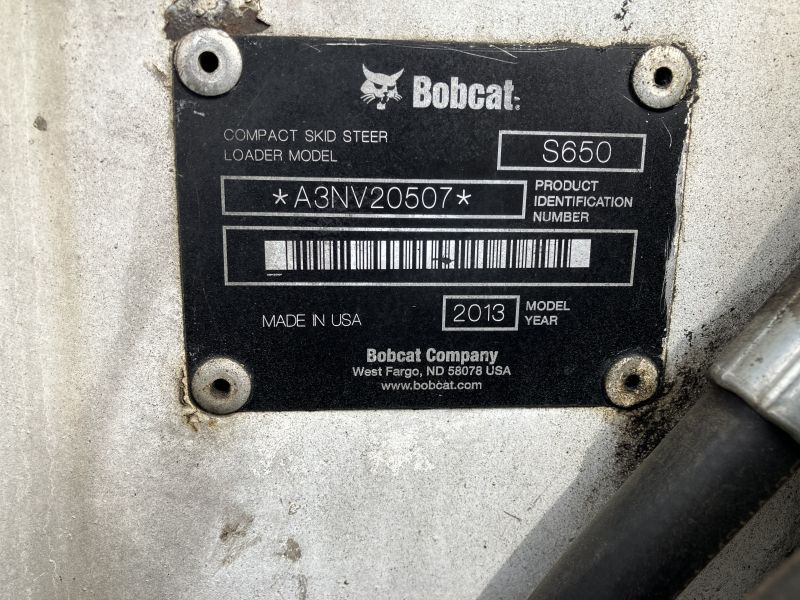 Bobcat
COMPACT SKID STEER
LOADER MODEL
S650
*A3NV20507*
PRODUCT
IDENTIFICATION
NUMBER
MADE IN USA
2013
MODEL
YEAR
Bobcat Company
West Fargo, ND 58078 USA
www.bobcat.com